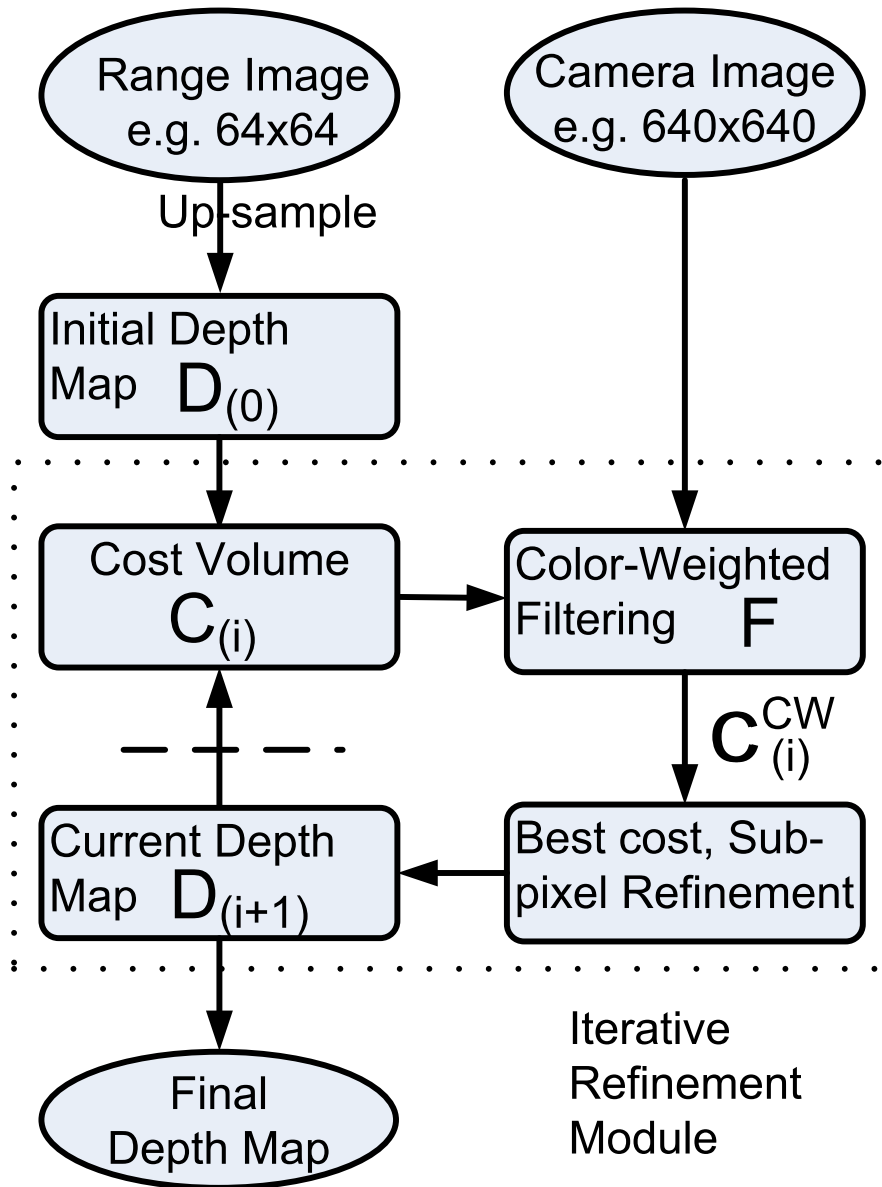 Range Image
e.g. 64x64
Camera Image
e.g. 640x640
Up-sample
Initial Depth
Map D(0)
Cost Volume
C(i)
Color-Weighted
Filtering F
C(i)CW
Current Depth
Map D(i+1)
Best cost, Sub-
pixel Refinement
Final
Depth Map
Iterative
Refinement
Module